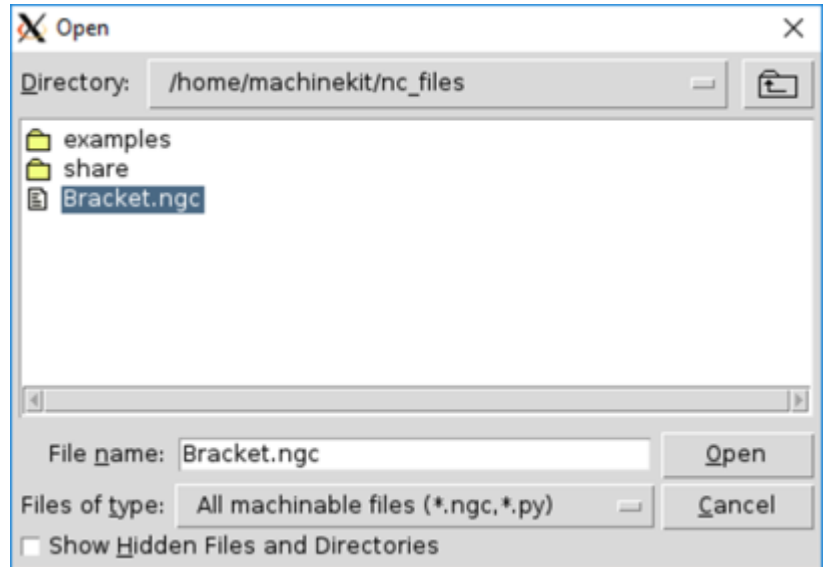 Open
Directory: /home/machinekit/nc_files
examples
share
Bracket.ngc
File name: Bracket.ngc Open
Files of type: All machinable files (*.ngc,*.py) Cancel
Show Hidden Files and Directories